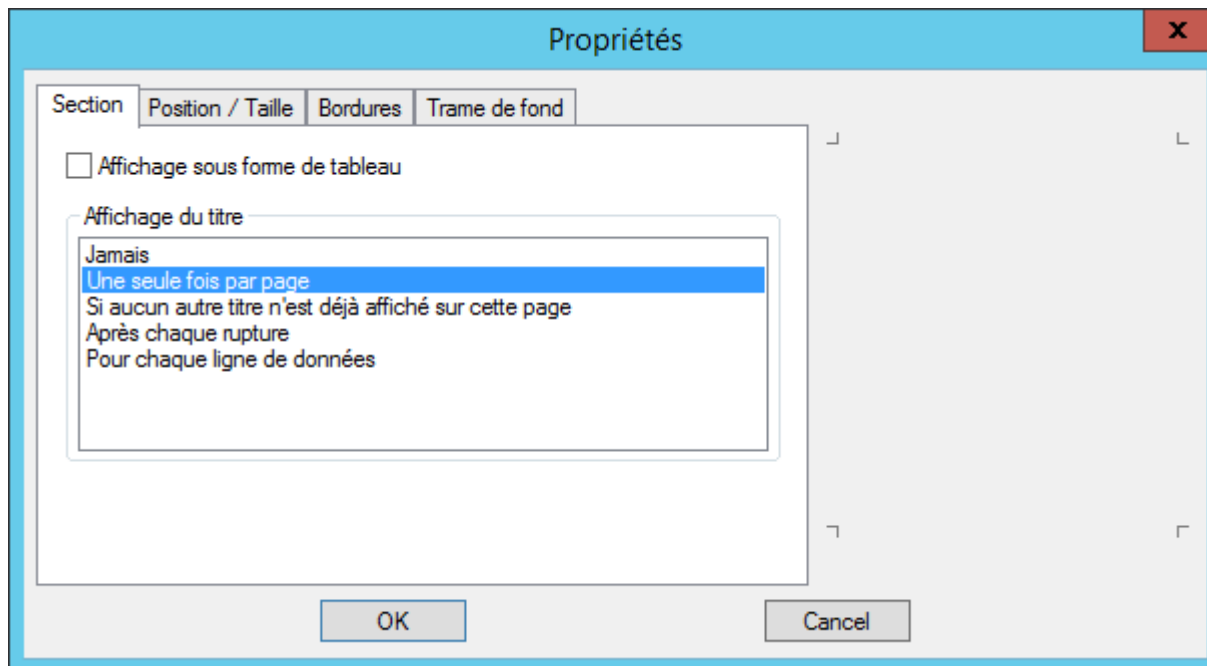 Propriétés
x
Section Position / Taille Bordures Trame de fond
Affichage sous forme de tableau
Affichage du titre
Jamais
Une seule fois par page
Si aucun autre titre n'est déjà affiché sur cette page
Après chaque rupture
Pour chaque ligne de données
OK Cancel